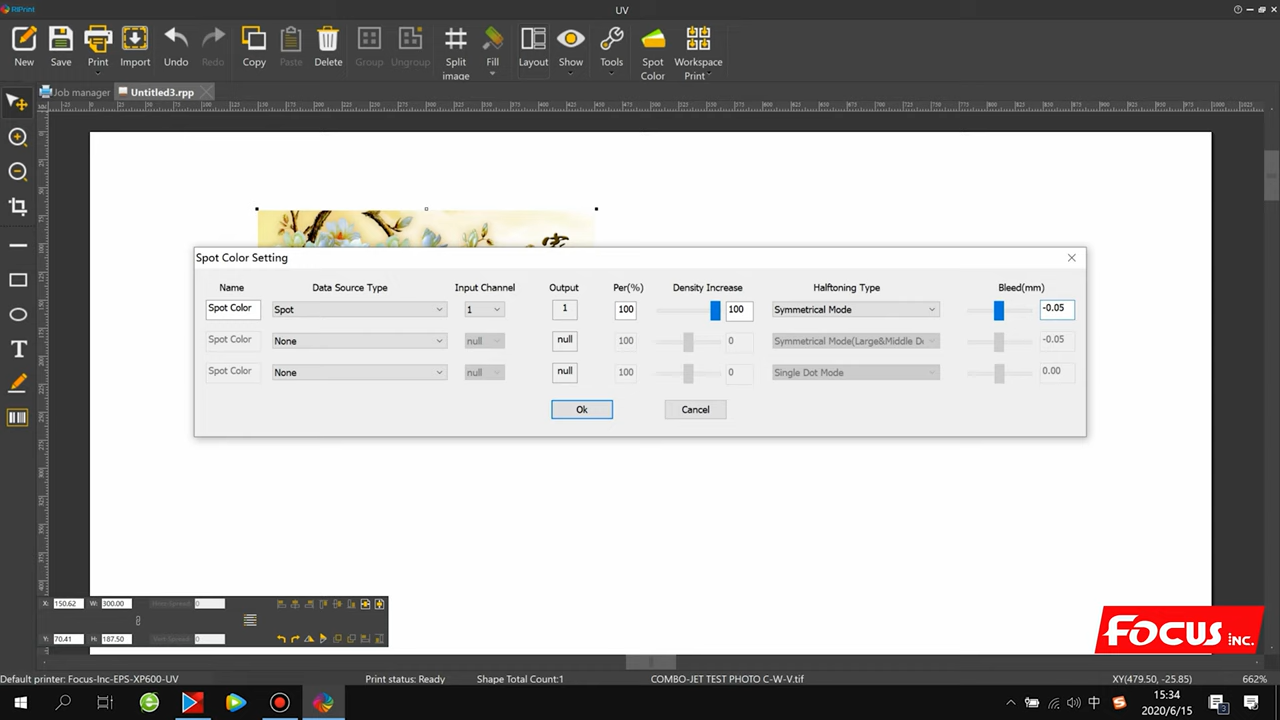 RIPrint
UV
New
Save
Print
Import
Undo
Redo
Copy
Paste
Delete
Group
Ungroup
Split image
Fill
Layout
Show
Tools
Spot Color
Workspace Print
Job manager
Untitled3.rpp
Spot Color Setting
Name Data Source Type Input Channel Output Per(%) Density Increase Halftoning Type Bleed(mm)
Spot Color Spot 1 1 100 100 Symmetrical Mode -0.05
Spot Color None null null 100 0 Symmetrical Mode(Large&Middle D -0.05
Spot Color None null null 100 0 Single Dot Mode 0.00
Ok Cancel
X: 150.62 W: 300.00 0
Y: 70.41 H: 187.50 0
FOCUS INC.
Default printer: Focus-Inc-EPS-XP600-UV Print status: Ready Shape Total Count:1 COMBO-JET TEST PHOTO C-W-V.tif XY(479.50, -25.85) 662%
中
15:34
2020/6/15
3